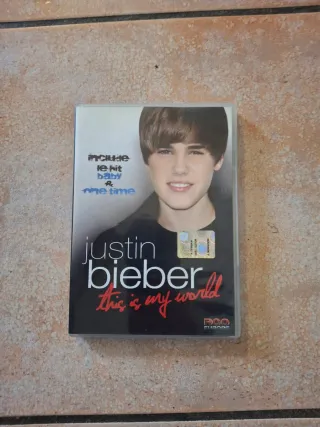 include
le hit
baby
&
one time
justin
bieber
this is my world